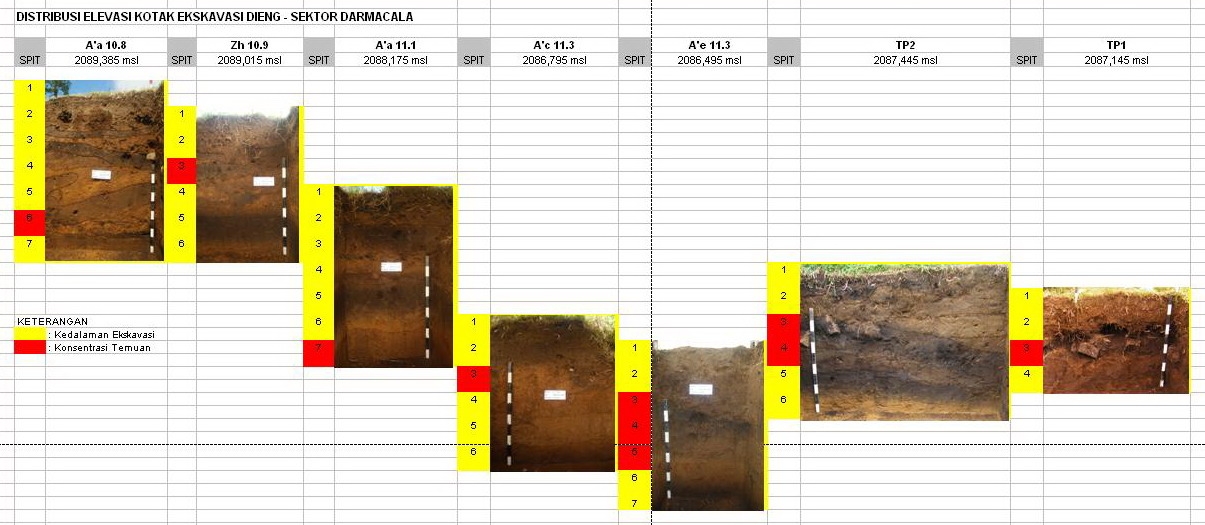 DISTRIBUSI ELEVASI KOTAK EKSKAVASI DIENG - SEKTOR DARMACALA
A'a 10.8 Zh 10.9 A'a 11.1 A'c 11.3 A'e 11.3 TP2 TP1
SPIT 2089,385 msl SPIT 2089,015 msl SPIT 2088,175 msl SPIT 2086,795 msl SPIT 2086,495 msl SPIT 2087,445 msl SPIT 2087,145 msl
1
2 1
3 2
4 3
5 4 1
6 5 2
7 6 3
4 1
5 2 1
6 1 3 2
7 2 1 4 3
3 2 5 4
4 3 6
5 4
6 5
6
7
KETERANGAN
: Kedalaman Ekskavasi
: Konsentrasi Temuan